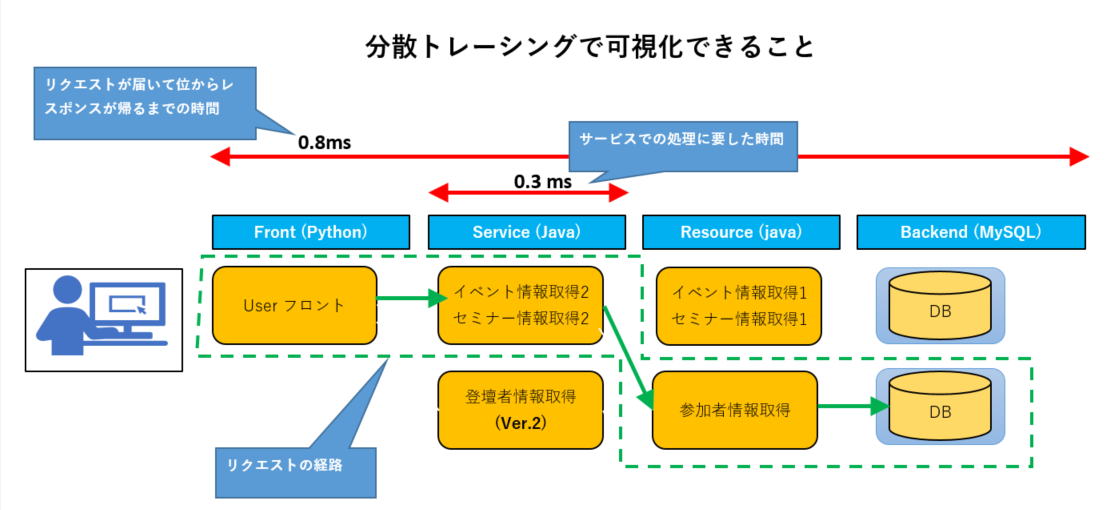 分散トレーシングで可視化できること
リクエストが届いて位からレ
スポンスが帰るまでの時間
0.8ms
サービスでの処理に要した時間
0.3 ms
Front (Python)
Service (Java)
Resource (java)
Backend (MySQL)
User フロント
イベント情報取得2
セミナー情報取得2
イベント情報取得1
セミナー情報取得1
DB
登壇者情報取得
(Ver.2)
参加者情報取得
DB
リクエストの経路